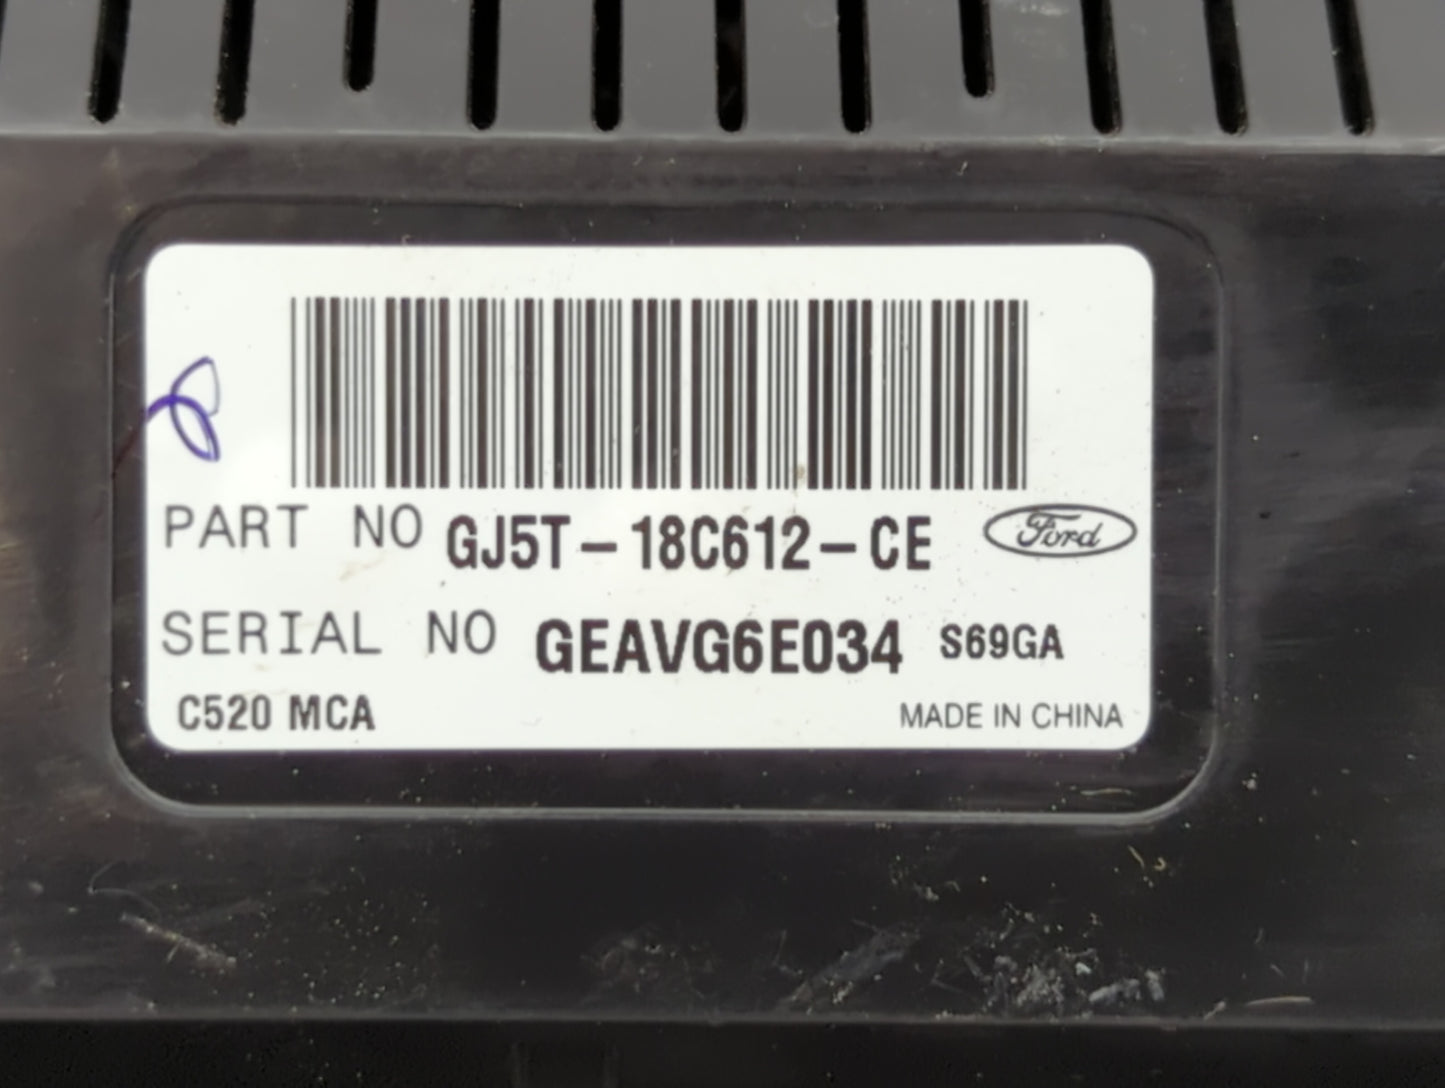 PART NO GJ5T-18C612-CE Ford
SERIAL NO GEAVG6E034 S69GA
C520 MCA MADE IN CHINA